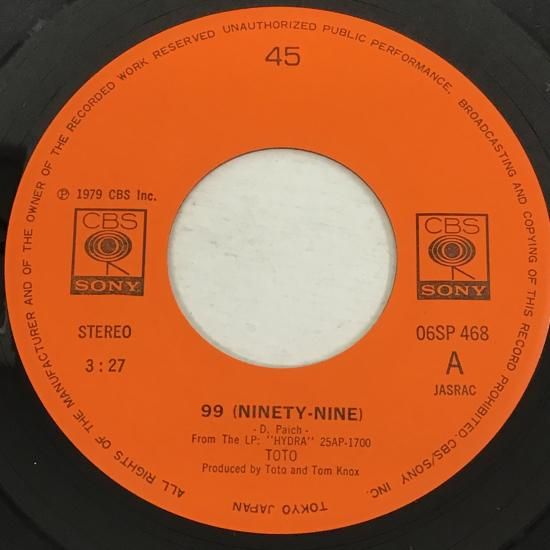 ALL RIGHTS OF THE MANUFACTURER AND OF THE OWNER OF THE RECORDED WORK RESERVED UNAUTHORIZED PUBLIC PERFORMANCE, BROADCASTING AND COPYING OF THIS RECORD PROHIBITED·CBS/SONY INC.
45
℗ 1979 CBS Inc.
CBS
SONY
CBS
SONY
STEREO
3:27
06SP 468
A
JASRAC
99 (NINETY-NINE)
- D. Paich -
From The LP: "HYDRA" 25AP-1700
TOTO
Produced by Toto and Tom Knox
TOKYO JAPAN